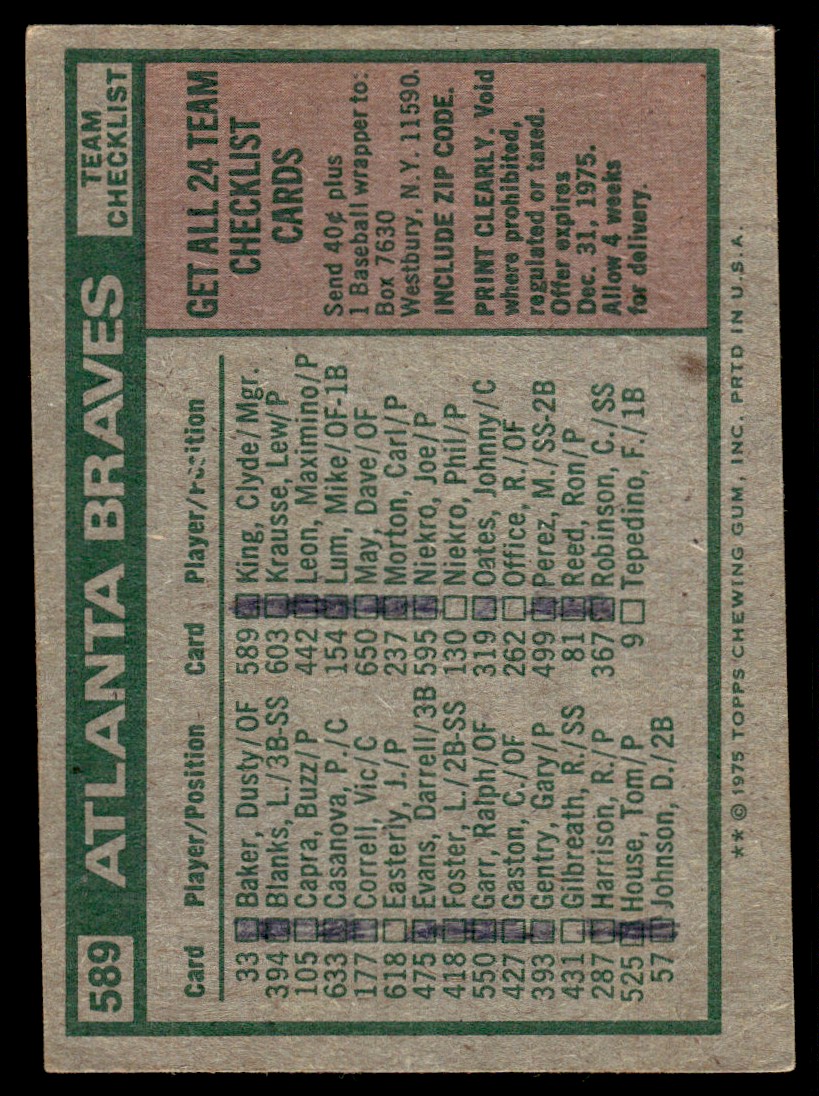 589 ATLANTA BRAVES TEAM CHECKLIST
Card Player/Position
33 Baker, Dusty/OF
394 Blanks, L./3B-SS
105 Capra, Buzz/P
633 Casanova, P./C
177 Correll, Vic/C
618 Easterly, J./P
475 Evans, Darrell/3B
418 Foster, L./2B-SS
550 Garr, Ralph/OF
427 Gaston, C./OF
393 Gentry, Gary/P
431 Gilbreath, R./SS
287 Harrison, R./P
525 House, Tom/P
57 Johnson, D./2B
Card Player/Position
589 King, Clyde/Mgr.
603 Krausse, Lew/P
442 Leon, Maximino/P
154 Lum, Mike/OF-1B
650 May, Dave/OF
237 Morton, Carl/P
595 Niekro, Joe/P
130 Niekro, Phil/P
319 Oates, Johnny/C
262 Office, R./OF
499 Perez, M./SS-2B
81 Reed, Ron/P
367 Robinson, C./SS
9 Tepedino, F./1B
GET ALL 24 TEAM
CHECKLIST
CARDS
Send 40¢ plus
1 Baseball wrapper to:
Box 7630
Westbury, N.Y. 11590.
INCLUDE ZIP CODE.
PRINT CLEARLY. Void
where prohibited,
regulated or taxed.
Offer expires
Dec. 31, 1975.
Allow 4 weeks
for delivery.
**© 1975 TOPPS CHEWING GUM, INC. PRTD IN U.S.A.